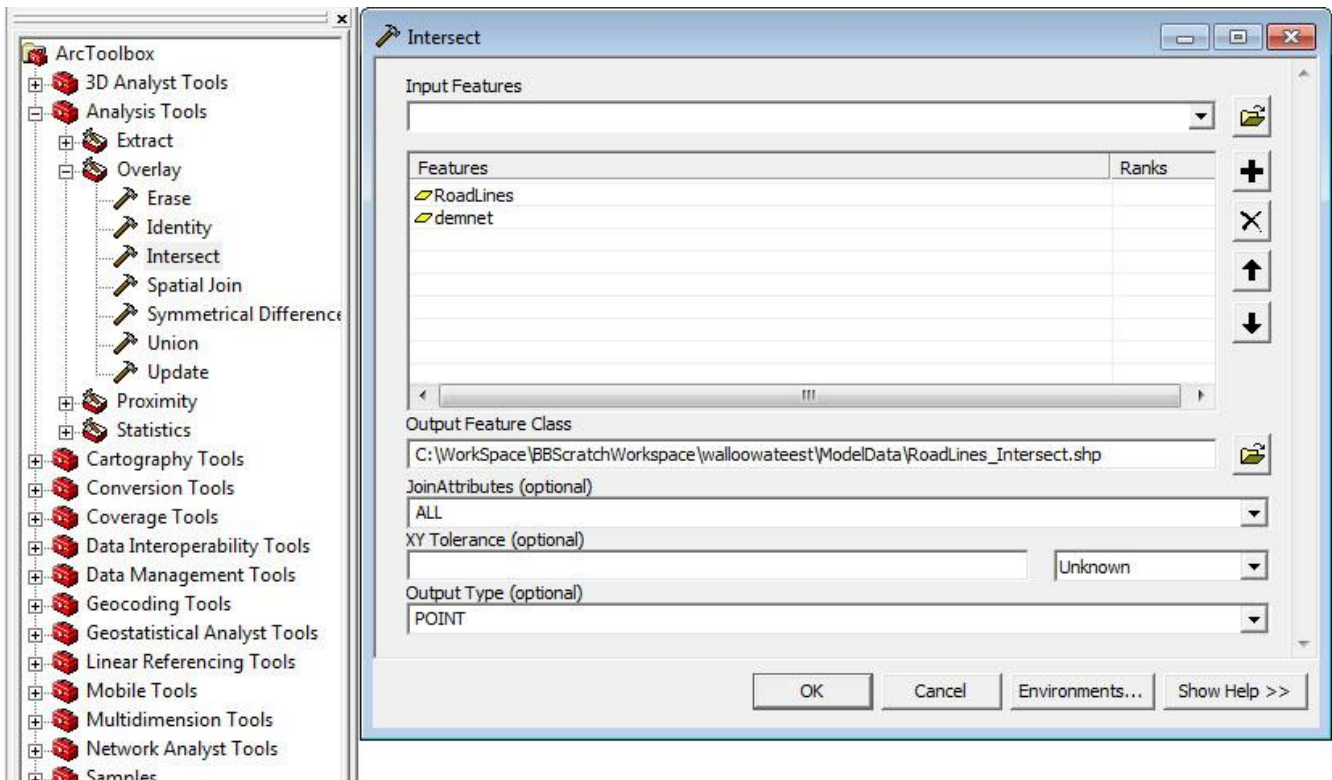 ArcToolbox
3D Analyst Tools
Analysis Tools
Extract
Overlay
Erase
Identity
Intersect
Spatial Join
Symmetrical Difference
Union
Update
Proximity
Statistics
Cartography Tools
Conversion Tools
Coverage Tools
Data Interoperability Tools
Data Management Tools
Geocoding Tools
Geostatistical Analyst Tools
Linear Referencing Tools
Mobile Tools
Multidimension Tools
Network Analyst Tools
Samples
Intersect
Input Features
Features Ranks
RoadLines
demnet
Output Feature Class
C:\WorkSpace\BBScratchWorkspace\walloowateest\ModelData\RoadLines_Intersect.shp
JoinAttributes (optional)
ALL
XY Tolerance (optional)
Unknown
Output Type (optional)
POINT
OK Cancel Environments... Show Help >>